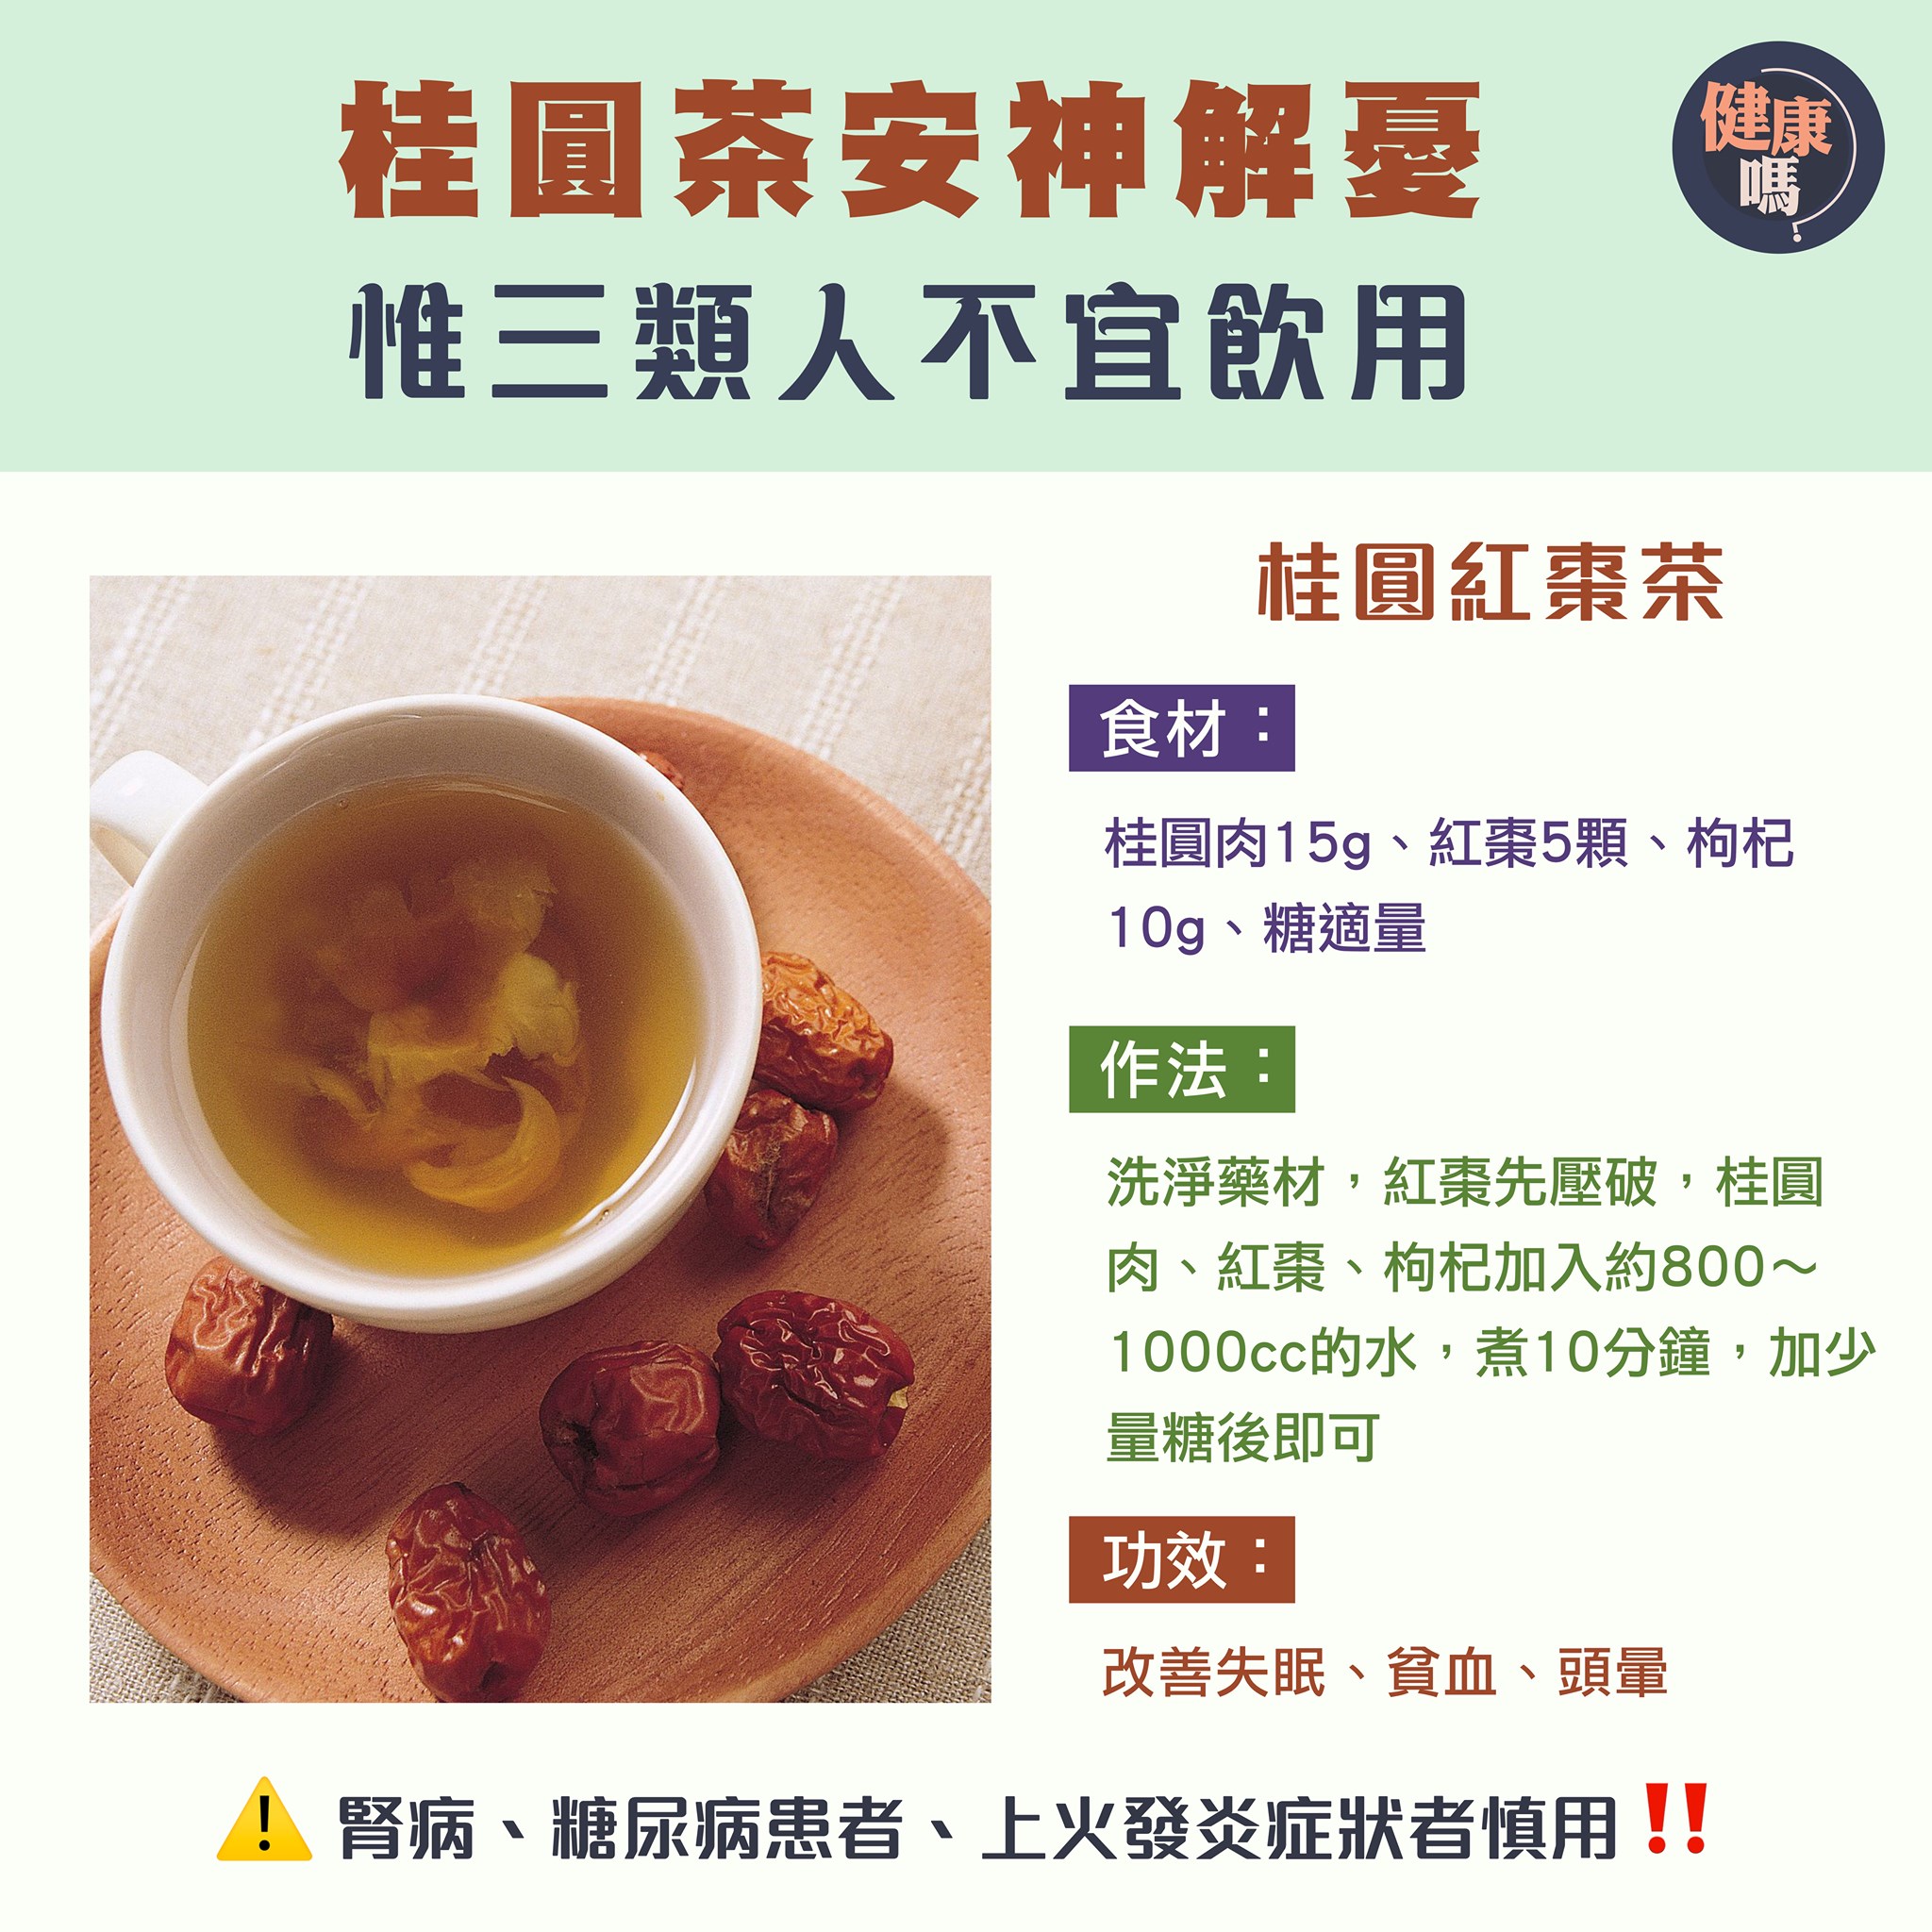 桂圓茶安神解憂
健康
嗎?
惟三類人不宜飲用
桂圓紅棗茶
食材：
桂圓肉15g、紅棗5顆、枸杞
10g、糖適量
作法：
洗淨藥材，紅棗先壓破，桂圓
肉、紅棗、枸杞加入約800～
1000cc的水，煮10分鐘，加少
量糖後即可
功效：
改善失眠、貧血、頭暈
⚠️ 腎病、糖尿病患者、上火發炎症狀者慎用‼️